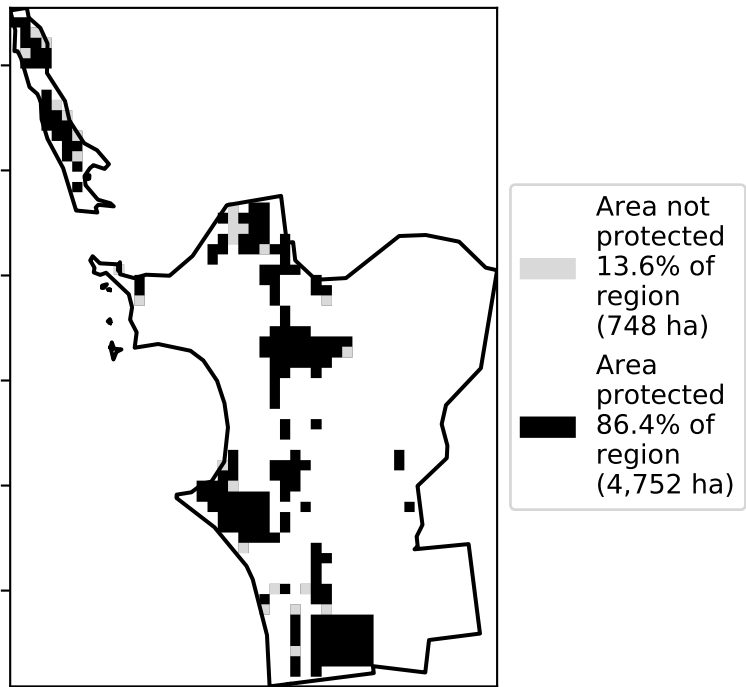 Area not
protected
13.6% of
region
(748 ha)
Area
protected
86.4% of
region
(4,752 ha)